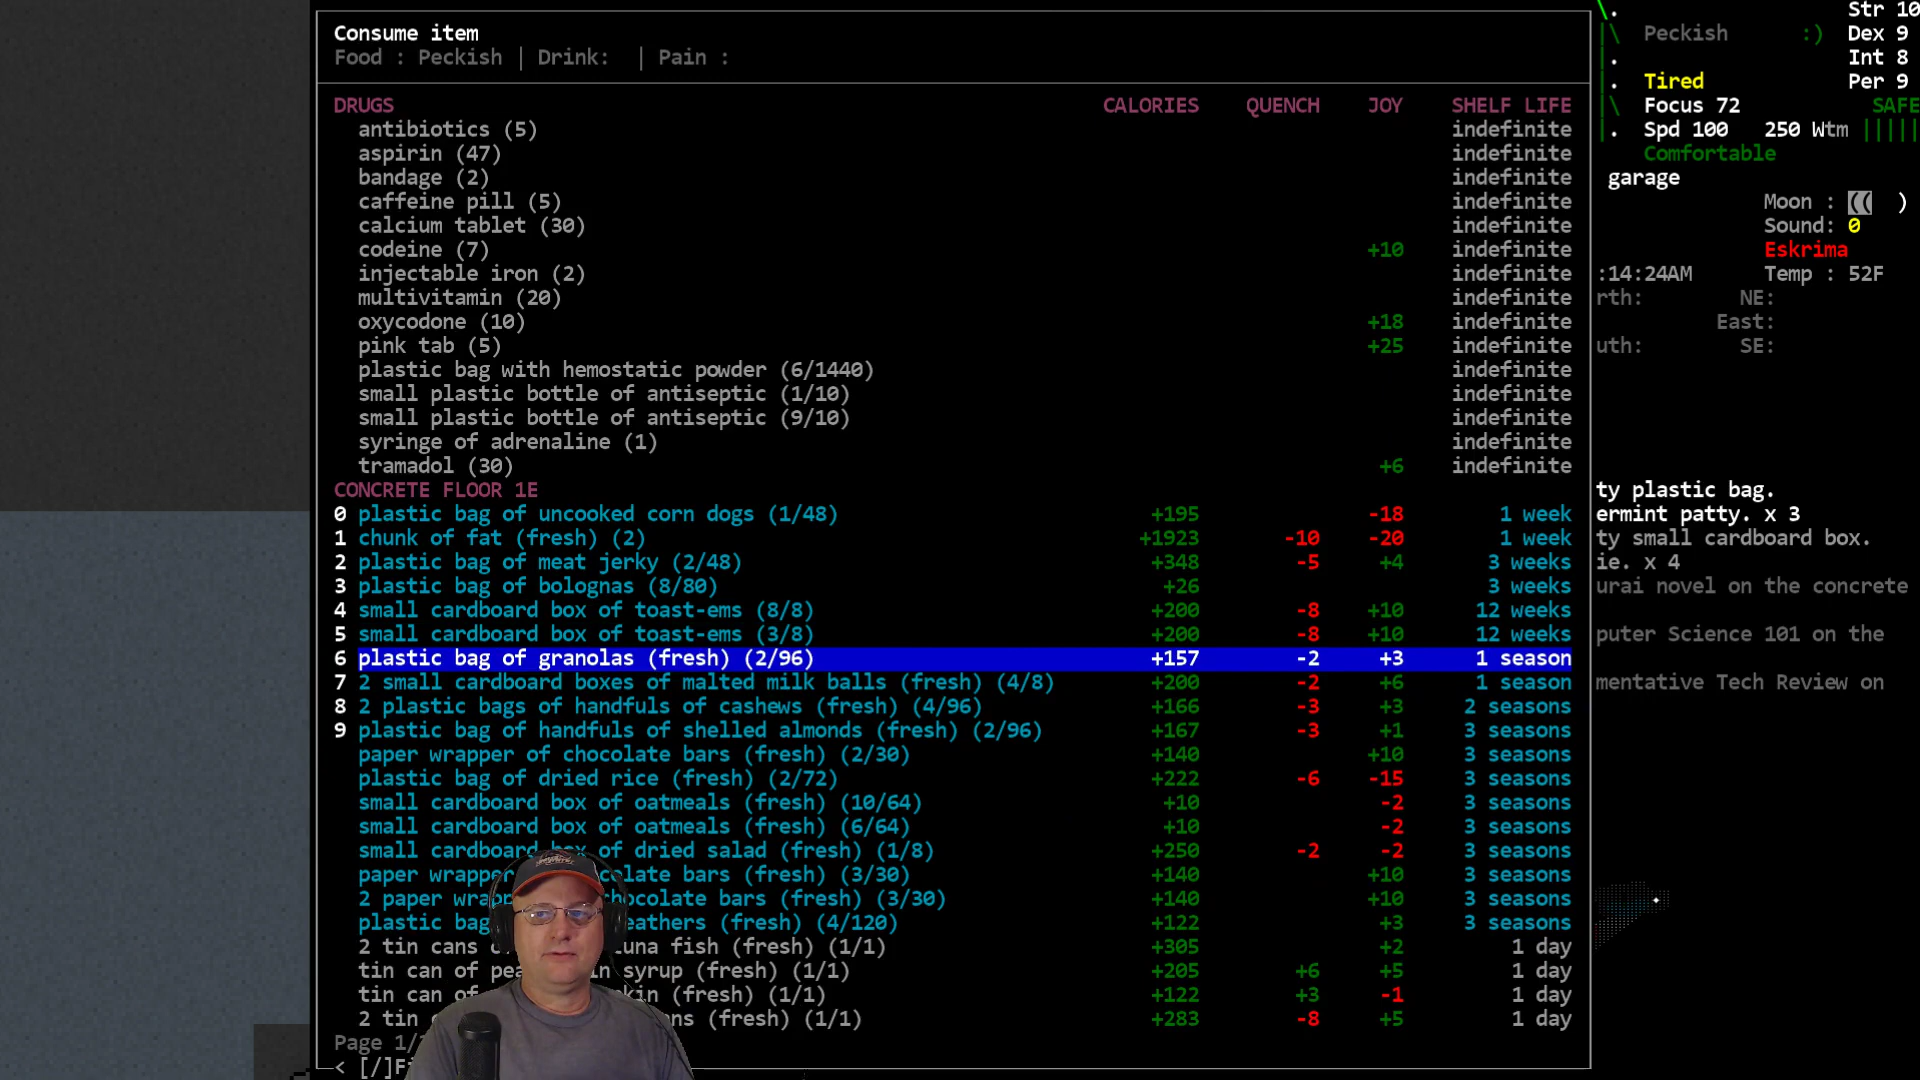 Consume item
Food : Peckish | Drink: | Pain :
DRUGS CALORIES QUENCH JOY SHELF LIFE
antibiotics (5) indefinite
aspirin (47) indefinite
bandage (2) indefinite
caffeine pill (5) indefinite
calcium tablet (30) indefinite
codeine (7) +10 indefinite
injectable iron (2) indefinite
multivitamin (20) indefinite
oxycodone (10) +18 indefinite
pink tab (5) +25 indefinite
plastic bag with hemostatic powder (6/1440) indefinite
small plastic bottle of antiseptic (1/10) indefinite
small plastic bottle of antiseptic (9/10) indefinite
syringe of adrenaline (1) indefinite
tramadol (30) +6 indefinite
CONCRETE FLOOR 1E
0 plastic bag of uncooked corn dogs (1/48) +195 -18 1 week
1 chunk of fat (fresh) (2) +1923 -10 -20 1 week
2 plastic bag of meat jerky (2/48) +348 -5 +4 3 weeks
3 plastic bag of bolognas (8/80) +26 3 weeks
4 small cardboard box of toast-ems (8/8) +200 -8 +10 12 weeks
5 small cardboard box of toast-ems (3/8) +200 -8 +10 12 weeks
6 plastic bag of granolas (fresh) (2/96) +157 -2 +3 1 season
7 2 small cardboard boxes of malted milk balls (fresh) (4/8) +200 -2 +6 1 season
8 2 plastic bags of handfuls of cashews (fresh) (4/96) +166 -3 +3 2 seasons
9 plastic bag of handfuls of shelled almonds (fresh) (2/96) +167 -3 +1 3 seasons
paper wrapper of chocolate bars (fresh) (2/30) +140 +10 3 seasons
plastic bag of dried rice (fresh) (2/72) +222 -6 -15 3 seasons
small cardboard box of oatmeals (fresh) (10/64) +10 -2 3 seasons
small cardboard box of oatmeals (fresh) (6/64) +10 -2 3 seasons
small cardboard box of dried salad (fresh) (1/8) +250 -2 -2 3 seasons
paper wrapper colate bars (fresh) (3/30) +140 +10 3 seasons
2 paper wrap hocolate bars (fresh) (3/30) +140 +10 3 seasons
plastic bag eathers (fresh) (4/120) +122 +3 3 seasons
2 tin cans tuna fish (fresh) (1/1) +305 +2 1 day
tin can of pea in syrup (fresh) (1/1) +205 +6 +5 1 day
tin can of kin (fresh) (1/1) +122 +3 -1 1 day
2 tin ns (fresh) (1/1) +283 -8 +5 1 day
Page 1/
< [/]F
Str 10
Peckish :) Dex 9
Int 8
Tired Per 9
Focus 72 SAFE
Spd 100 250 Wtm |||||
Comfortable
garage
Moon : (( )
Sound: 0
Eskrima
:14:24AM Temp : 52F
rth: NE:
East:
uth: SE:
ty plastic bag.
ermint patty. x 3
ty small cardboard box.
ie. x 4
urai novel on the concrete
puter Science 101 on the
mentative Tech Review on